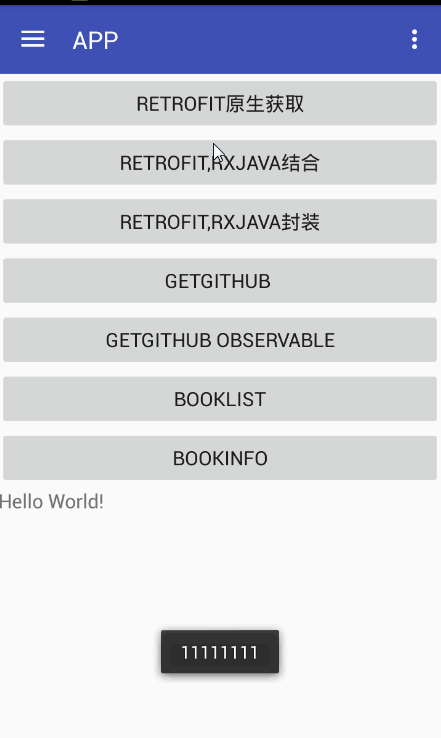 APP
RETROFIT原生获取
RETROFIT,RXJAVA结合
RETROFIT,RXJAVA封装
GETGITHUB
GETGITHUB OBSERVABLE
BOOKLIST
BOOKINFO
Hello World!
11111111